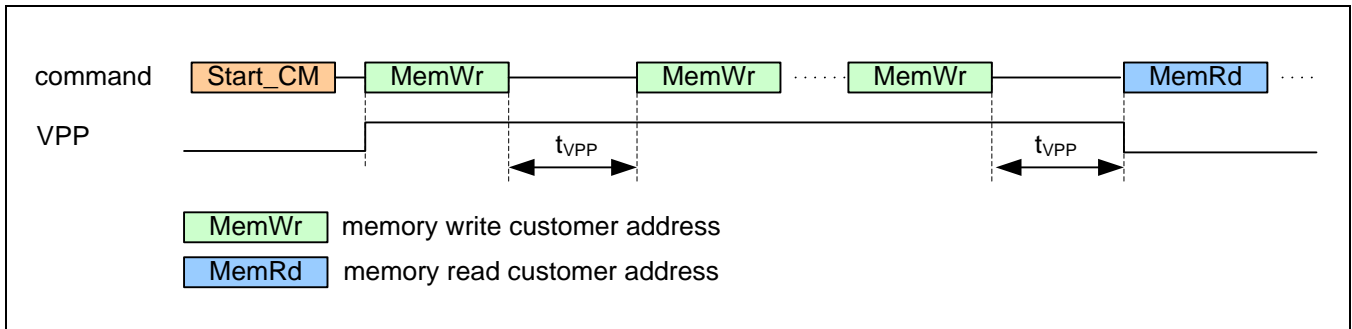 command Start_CM MemWr MemWr ...... MemWr MemRd ....
VPP tVPP tVPP
MemWr memory write customer address
MemRd memory read customer address